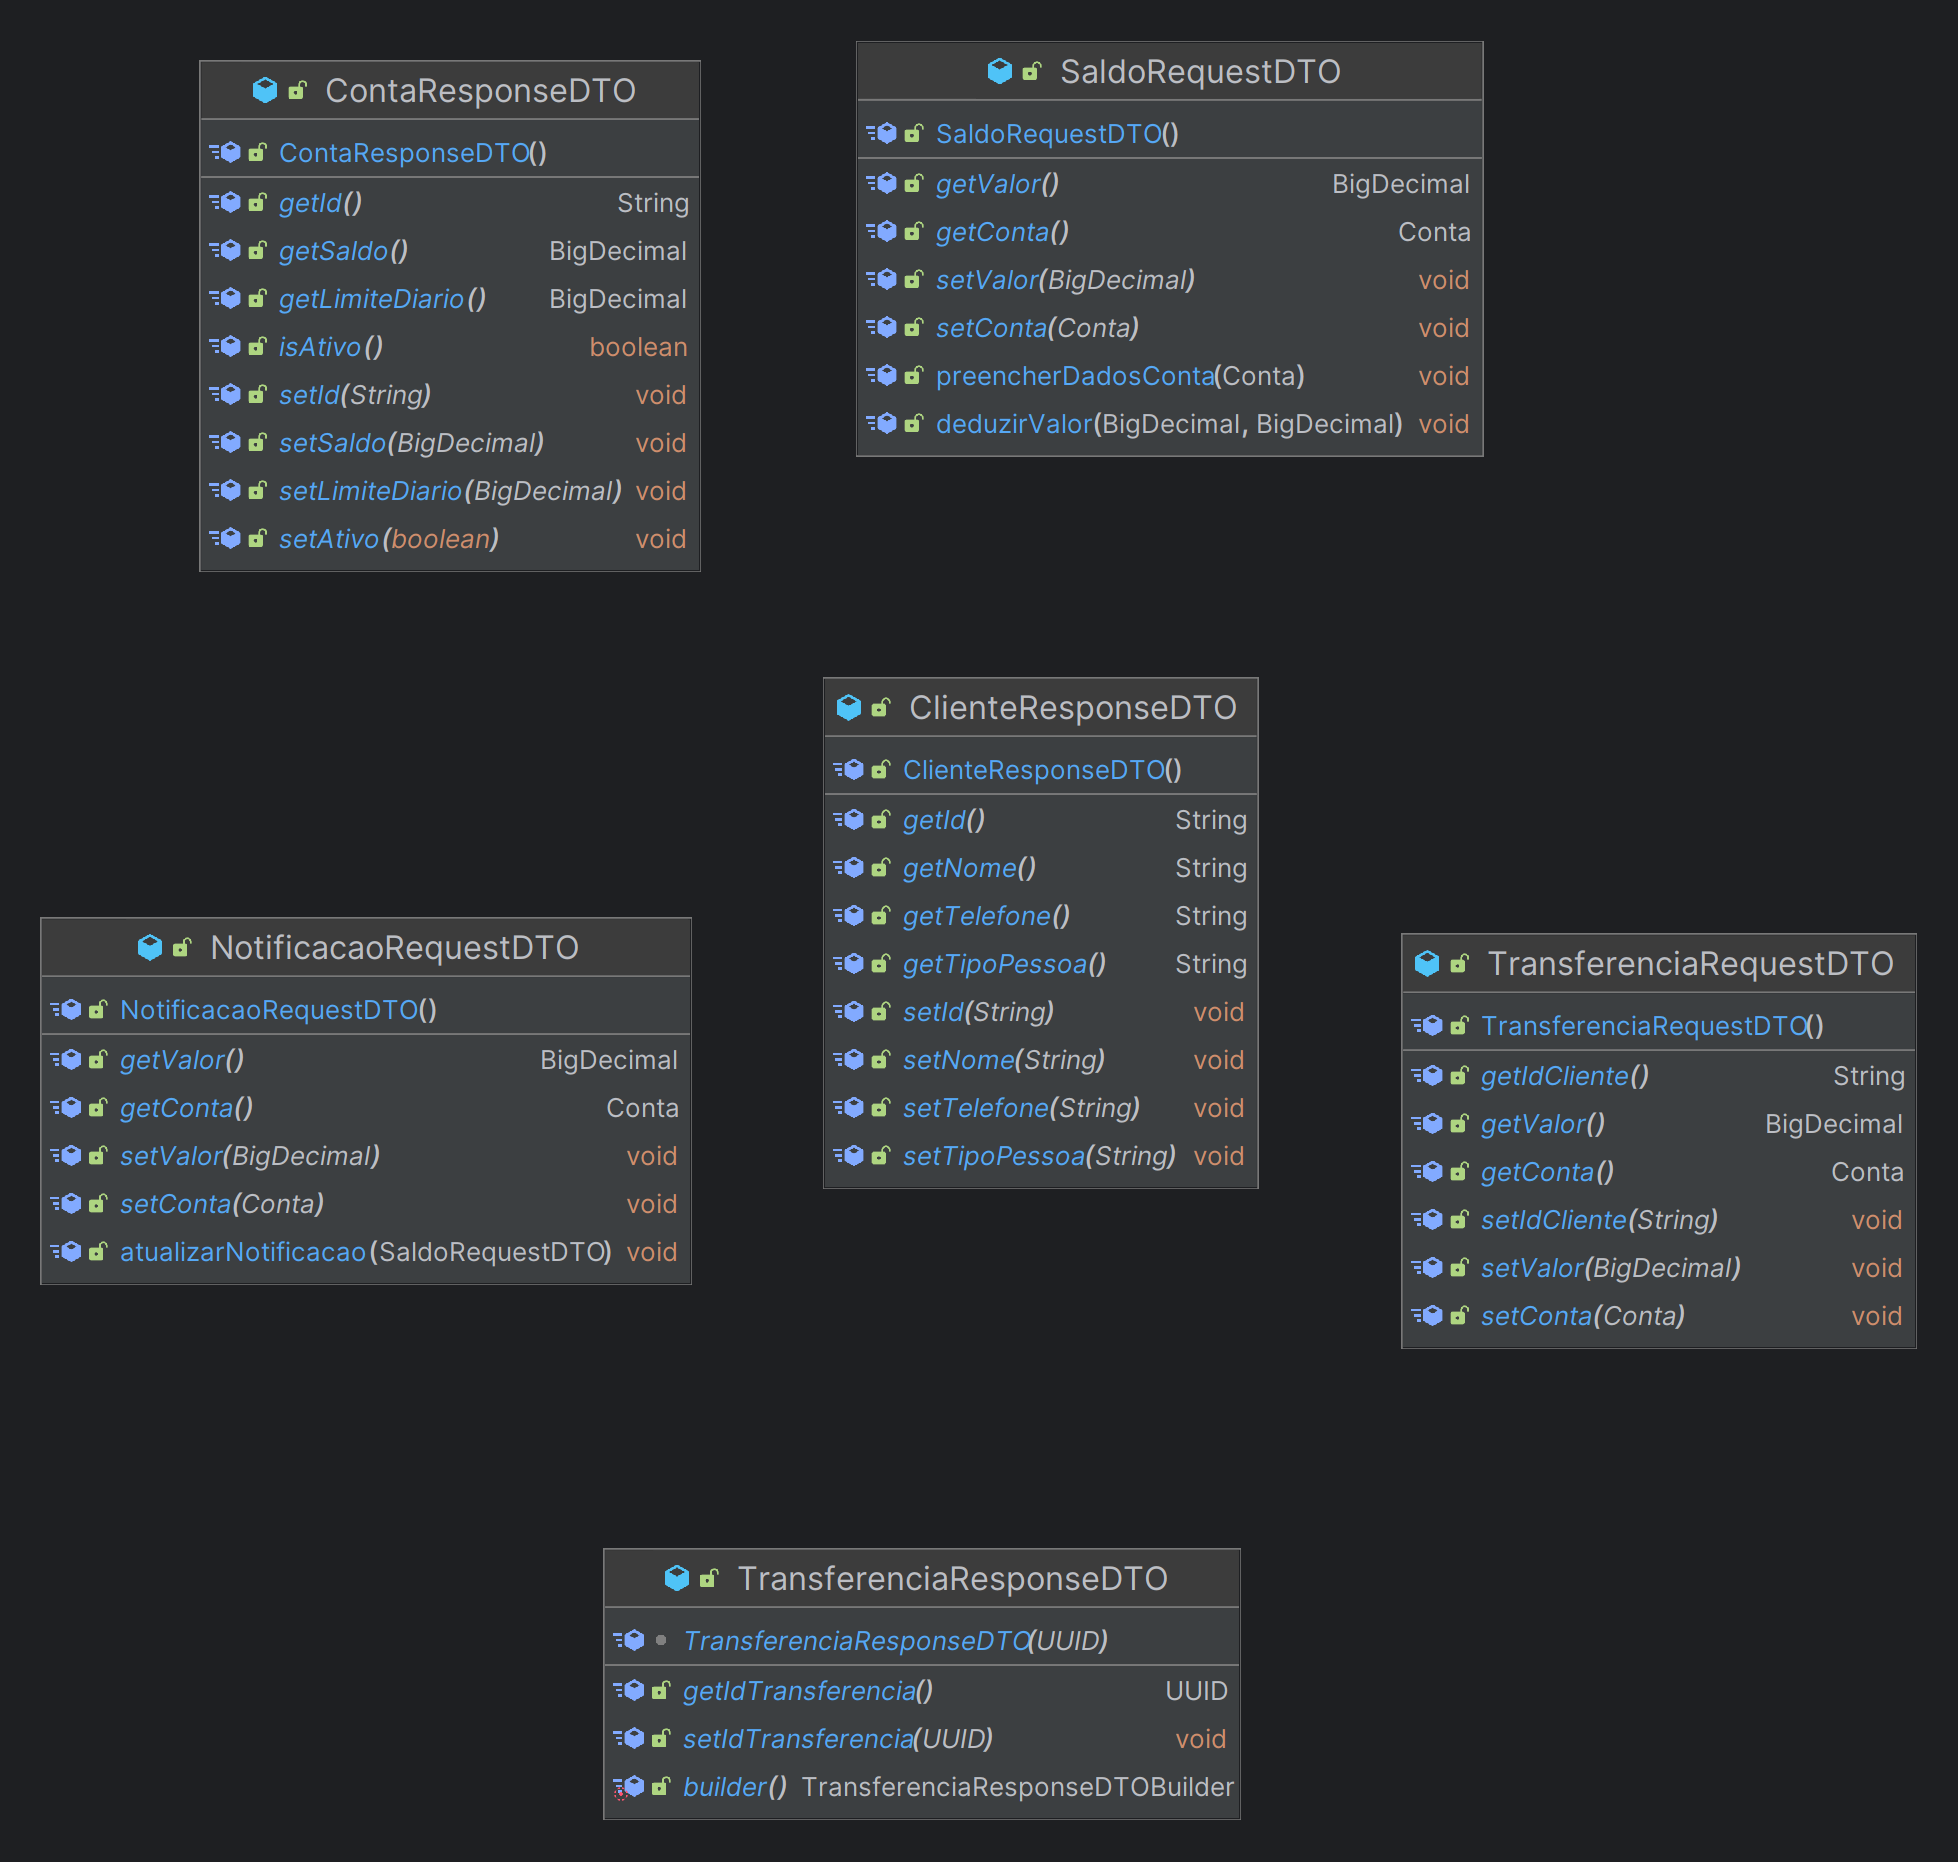 ContaResponseDTO
ContaResponseDTO()
getId() String
getSaldo() BigDecimal
getLimiteDiario() BigDecimal
isAtivo() boolean
setId(String) void
setSaldo(BigDecimal) void
setLimiteDiario(BigDecimal) void
setAtivo(boolean) void
SaldoRequestDTO
SaldoRequestDTO()
getValor() BigDecimal
getConta() Conta
setValor(BigDecimal) void
setConta(Conta) void
preencherDadosConta(Conta) void
deduzirValor(BigDecimal, BigDecimal) void
ClienteResponseDTO
ClienteResponseDTO()
getId() String
getNome() String
getTelefone() String
getTipoPessoa() String
setId(String) void
setNome(String) void
setTelefone(String) void
setTipoPessoa(String) void
NotificacaoRequestDTO
NotificacaoRequestDTO()
getValor() BigDecimal
getConta() Conta
setValor(BigDecimal) void
setConta(Conta) void
atualizarNotificacao(SaldoRequestDTO) void
TransferenciaRequestDTO
TransferenciaRequestDTO()
getIdCliente() String
getValor() BigDecimal
getConta() Conta
setIdCliente(String) void
setValor(BigDecimal) void
setConta(Conta) void
TransferenciaResponseDTO
TransferenciaResponseDTO(UUID)
getIdTransferencia() UUID
setIdTransferencia(UUID) void
builder() TransferenciaResponseDTOBuilder